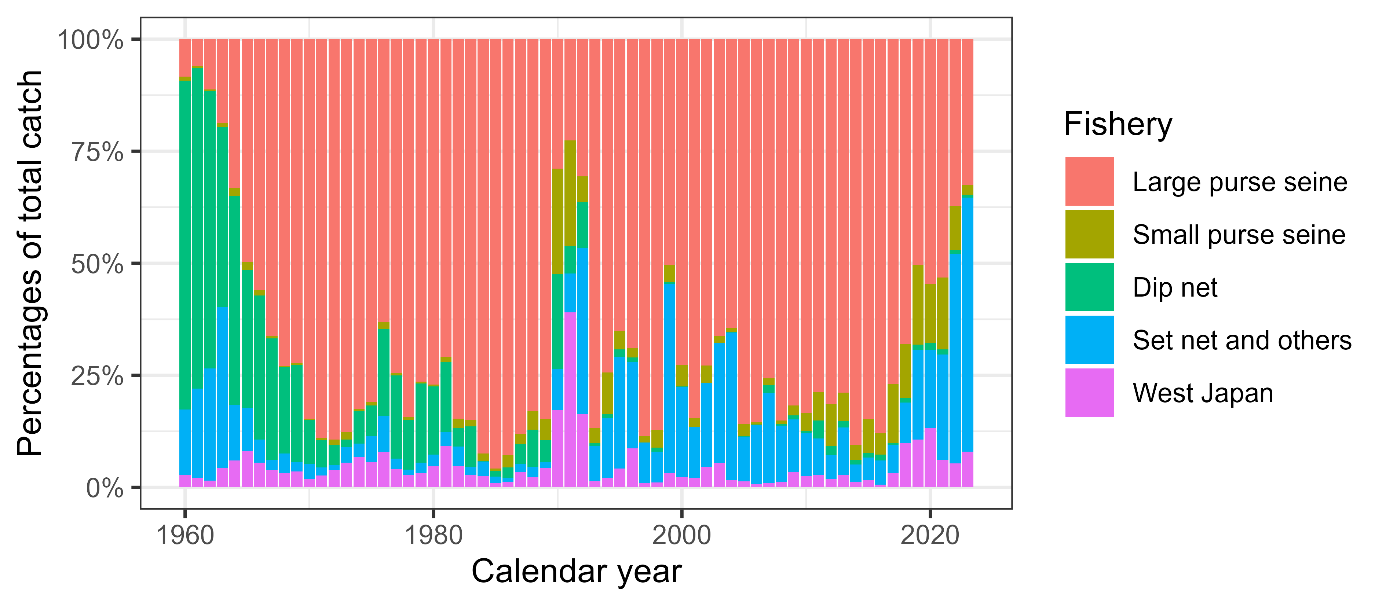 Percentages of total catch
100%
75%
50%
25%
0%
1960
1980
2000
2020
Calendar year
Fishery
Large purse seine
Small purse seine
Dip net
Set net and others
West Japan